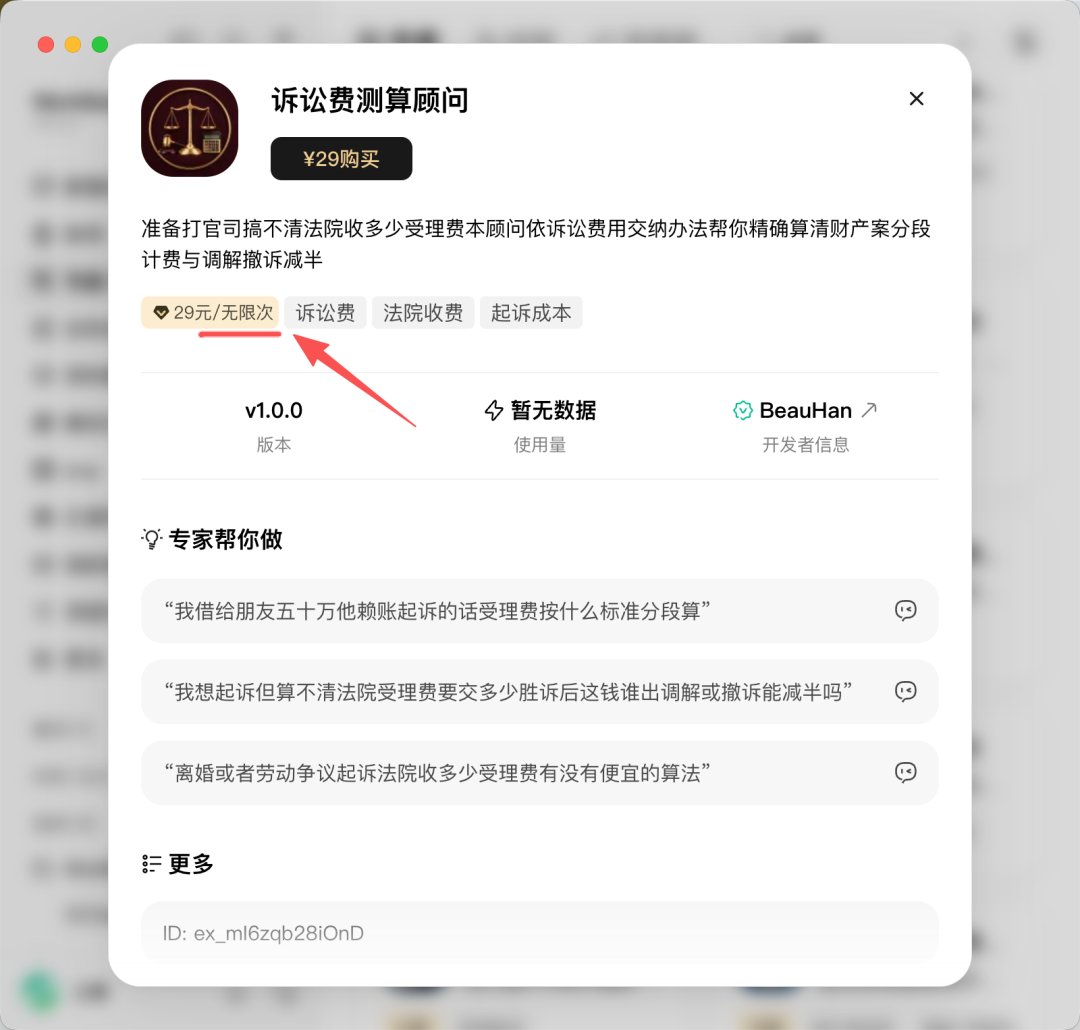 诉讼费测算顾问
¥29购买
准备打官司搞不清法院收多少受理费本顾问依诉讼费用交纳办法帮你精确算清财产案分段
计费与调解撤诉减半
29元/无限次 诉讼费 法院收费 起诉成本
v1.0.0 暂无数据 BeauHan
版本 使用量 开发者信息
专家帮你做
“我借给朋友五十万他赖账起诉的话受理费按什么标准分段算”
“我想起诉但算不清法院受理费要交多少胜诉后这钱谁出调解或撤诉能减半吗”
“离婚或者劳动争议起诉法院收多少受理费有没有便宜的算法”
更多
ID: ex_ml6zqb28iOnD